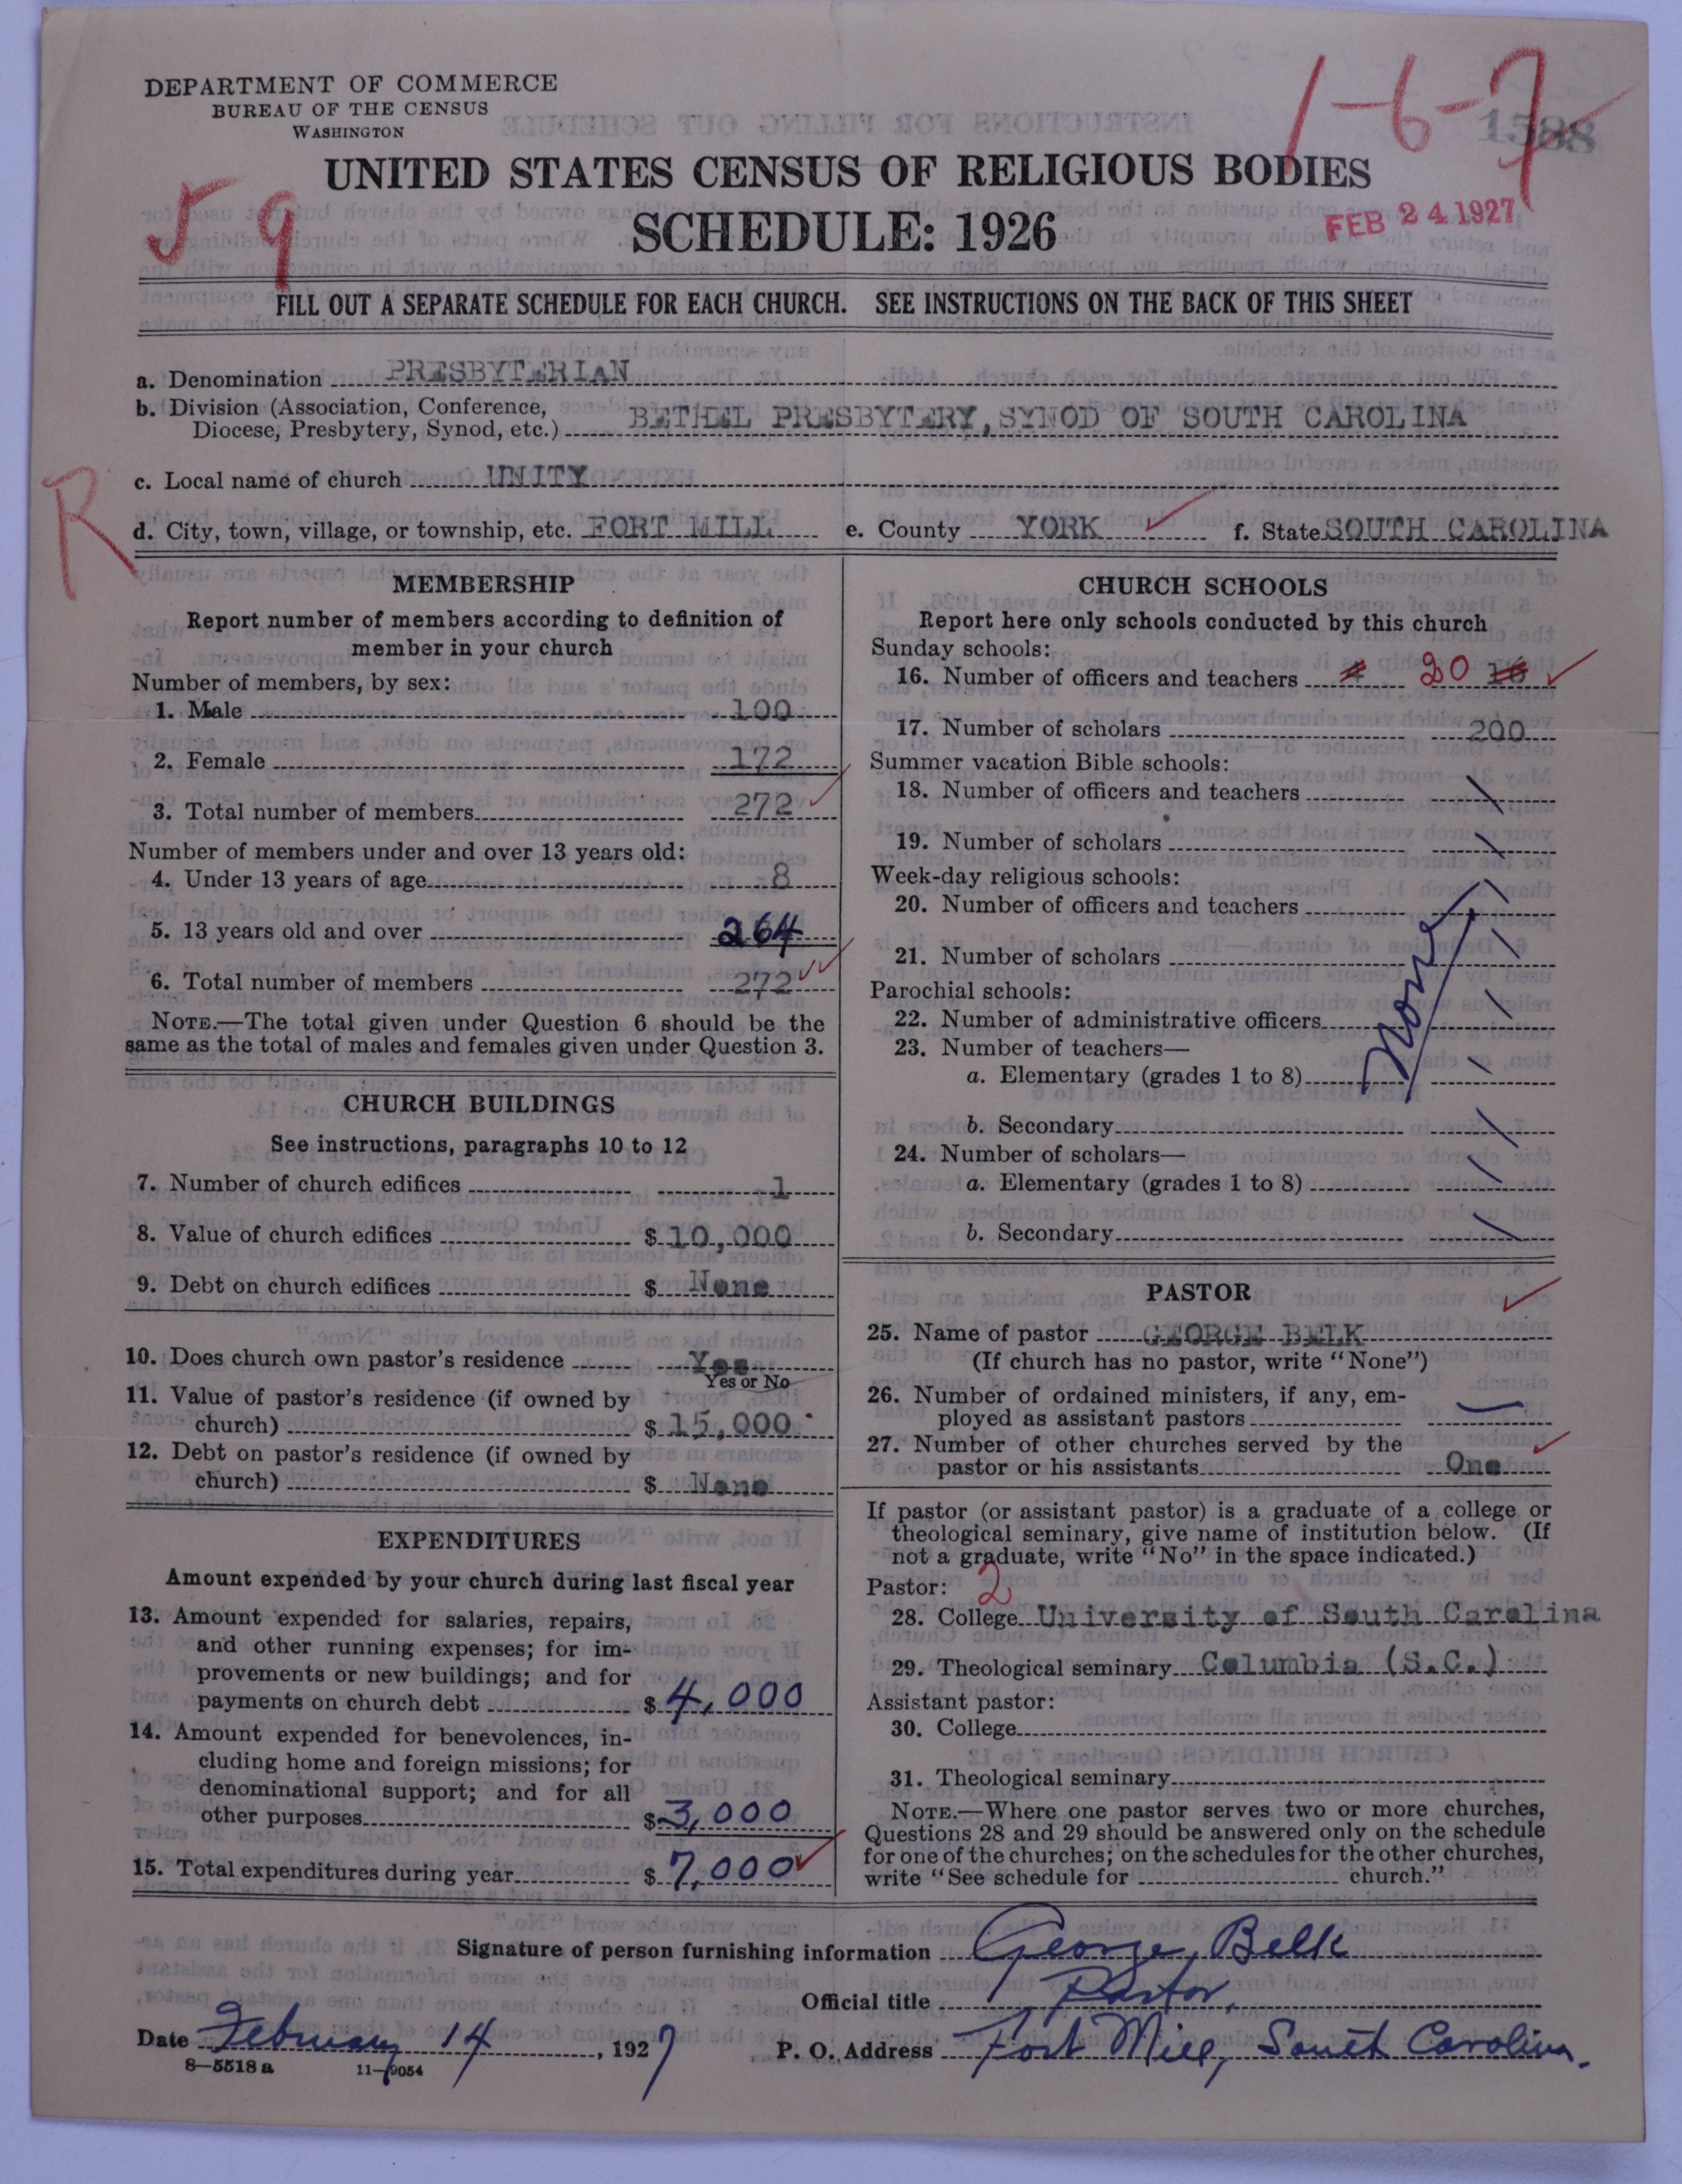 DEPARTMENT OF COMMERCE
BUREAU OF THE CENSUS
WASHINGTON
1-6-7
1588
UNITED STATES CENSUS OF RELIGIOUS BODIES
59
SCHEDULE: 1926
FEB 24 1927
FILL OUT A SEPARATE SCHEDULE FOR EACH CHURCH. SEE INSTRUCTIONS ON THE BACK OF THIS SHEET
a. Denomination PRESBYTERIAN
b. Division (Association, Conference, Diocese, Presbytery, Synod, etc.) BETHEL PRESBYTERY, SYNOD OF SOUTH CAROLINA
R
c. Local name of church UNITY
d. City, town, village, or township, etc. FORT MILL e. County YORK f. State SOUTH CAROLINA
MEMBERSHIP
Report number of members according to definition of
member in your church
Number of members, by sex:
1. Male 100
2. Female 172
3. Total number of members 272
Number of members under and over 13 years old:
4. Under 13 years of age 8
5. 13 years old and over 264
6. Total number of members 272
NOTE.—The total given under Question 6 should be the
same as the total of males and females given under Question 3.
CHURCH BUILDINGS
See instructions, paragraphs 10 to 12
7. Number of church edifices 1
8. Value of church edifices $ 10,000
9. Debt on church edifices $ None
10. Does church own pastor's residence Yes
Yes or No
11. Value of pastor's residence (if owned by
church) $ 15,000
12. Debt on pastor's residence (if owned by
church) $ None
EXPENDITURES
Amount expended by your church during last fiscal year
13. Amount expended for salaries, repairs,
and other running expenses; for im-
provements or new buildings; and for
payments on church debt $ 4,000
14. Amount expended for benevolences, in-
cluding home and foreign missions; for
denominational support; and for all
other purposes $ 3,000
15. Total expenditures during year $ 7,000
CHURCH SCHOOLS
Report here only schools conducted by this church
Sunday schools:
16. Number of officers and teachers 20 16
17. Number of scholars 200
Summer vacation Bible schools:
18. Number of officers and teachers
19. Number of scholars
Week-day religious schools:
20. Number of officers and teachers
21. Number of scholars
None
Parochial schools:
22. Number of administrative officers
23. Number of teachers—
a. Elementary (grades 1 to 8)
b. Secondary
24. Number of scholars—
a. Elementary (grades 1 to 8)
b. Secondary
PASTOR
25. Name of pastor GEORGE BELK
(If church has no pastor, write "None")
26. Number of ordained ministers, if any, em-
ployed as assistant pastors —
27. Number of other churches served by the
pastor or his assistants One
If pastor (or assistant pastor) is a graduate of a college or
theological seminary, give name of institution below. (If
not a graduate, write "No" in the space indicated.)
Pastor: 2
28. College University of South Carolina
29. Theological seminary Columbia (S.C.)
Assistant pastor:
30. College
31. Theological seminary
NOTE.—Where one pastor serves two or more churches,
Questions 28 and 29 should be answered only on the schedule
for one of the churches; on the schedules for the other churches,
write "See schedule for church."
Signature of person furnishing information George Belk
Official title Pastor,
Date February 14, 1927 P. O. Address Fort Mill, South Carolina.
8-5518 a 11-9054